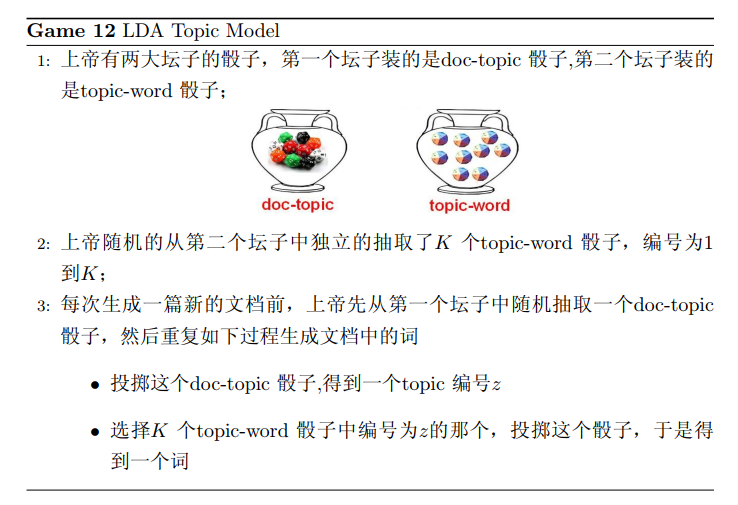 Game 12 LDA Topic Model
1: 上帝有两大坛子的骰子，第一个坛子装的是doc-topic 骰子,第二个坛子装的
是topic-word 骰子；
doc-topic
topic-word
2: 上帝随机的从第二个坛子中独立的抽取了K 个topic-word 骰子，编号为1
到K；
3: 每次生成一篇新的文档前，上帝先从第一个坛子中随机抽取一个doc-topic
骰子，然后重复如下过程生成文档中的词
• 投掷这个doc-topic 骰子,得到一个topic 编号z
• 选择K 个topic-word 骰子中编号为z的那个，投掷这个骰子，于是得
到一个词